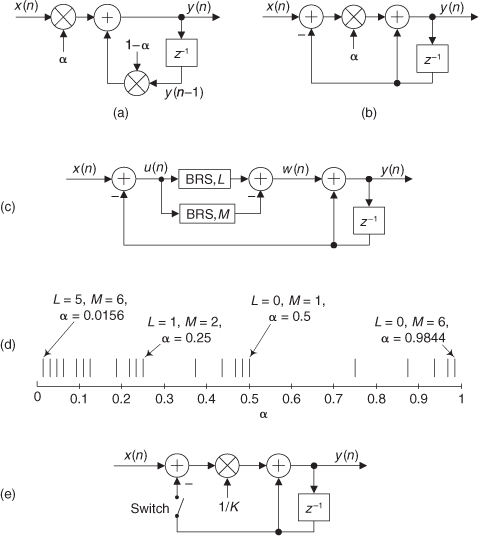 x(n) y(n) x(n) y(n)
α 1–α z⁻¹ – α z⁻¹
y(n–1)
(a) (b)
x(n) u(n) BRS,L w(n) y(n)
(c) – BRS,M – z⁻¹
L = 5, M = 6,
α = 0.0156
L = 1, M = 2,
α = 0.25
L = 0, M = 1,
α = 0.5
L = 0, M = 6,
α = 0.9844
(d)
0 0.1 0.2 0.3 0.4 0.5 0.6 0.7 0.8 0.9 1
α
x(n) y(n)
(e) – Switch 1/K z⁻¹